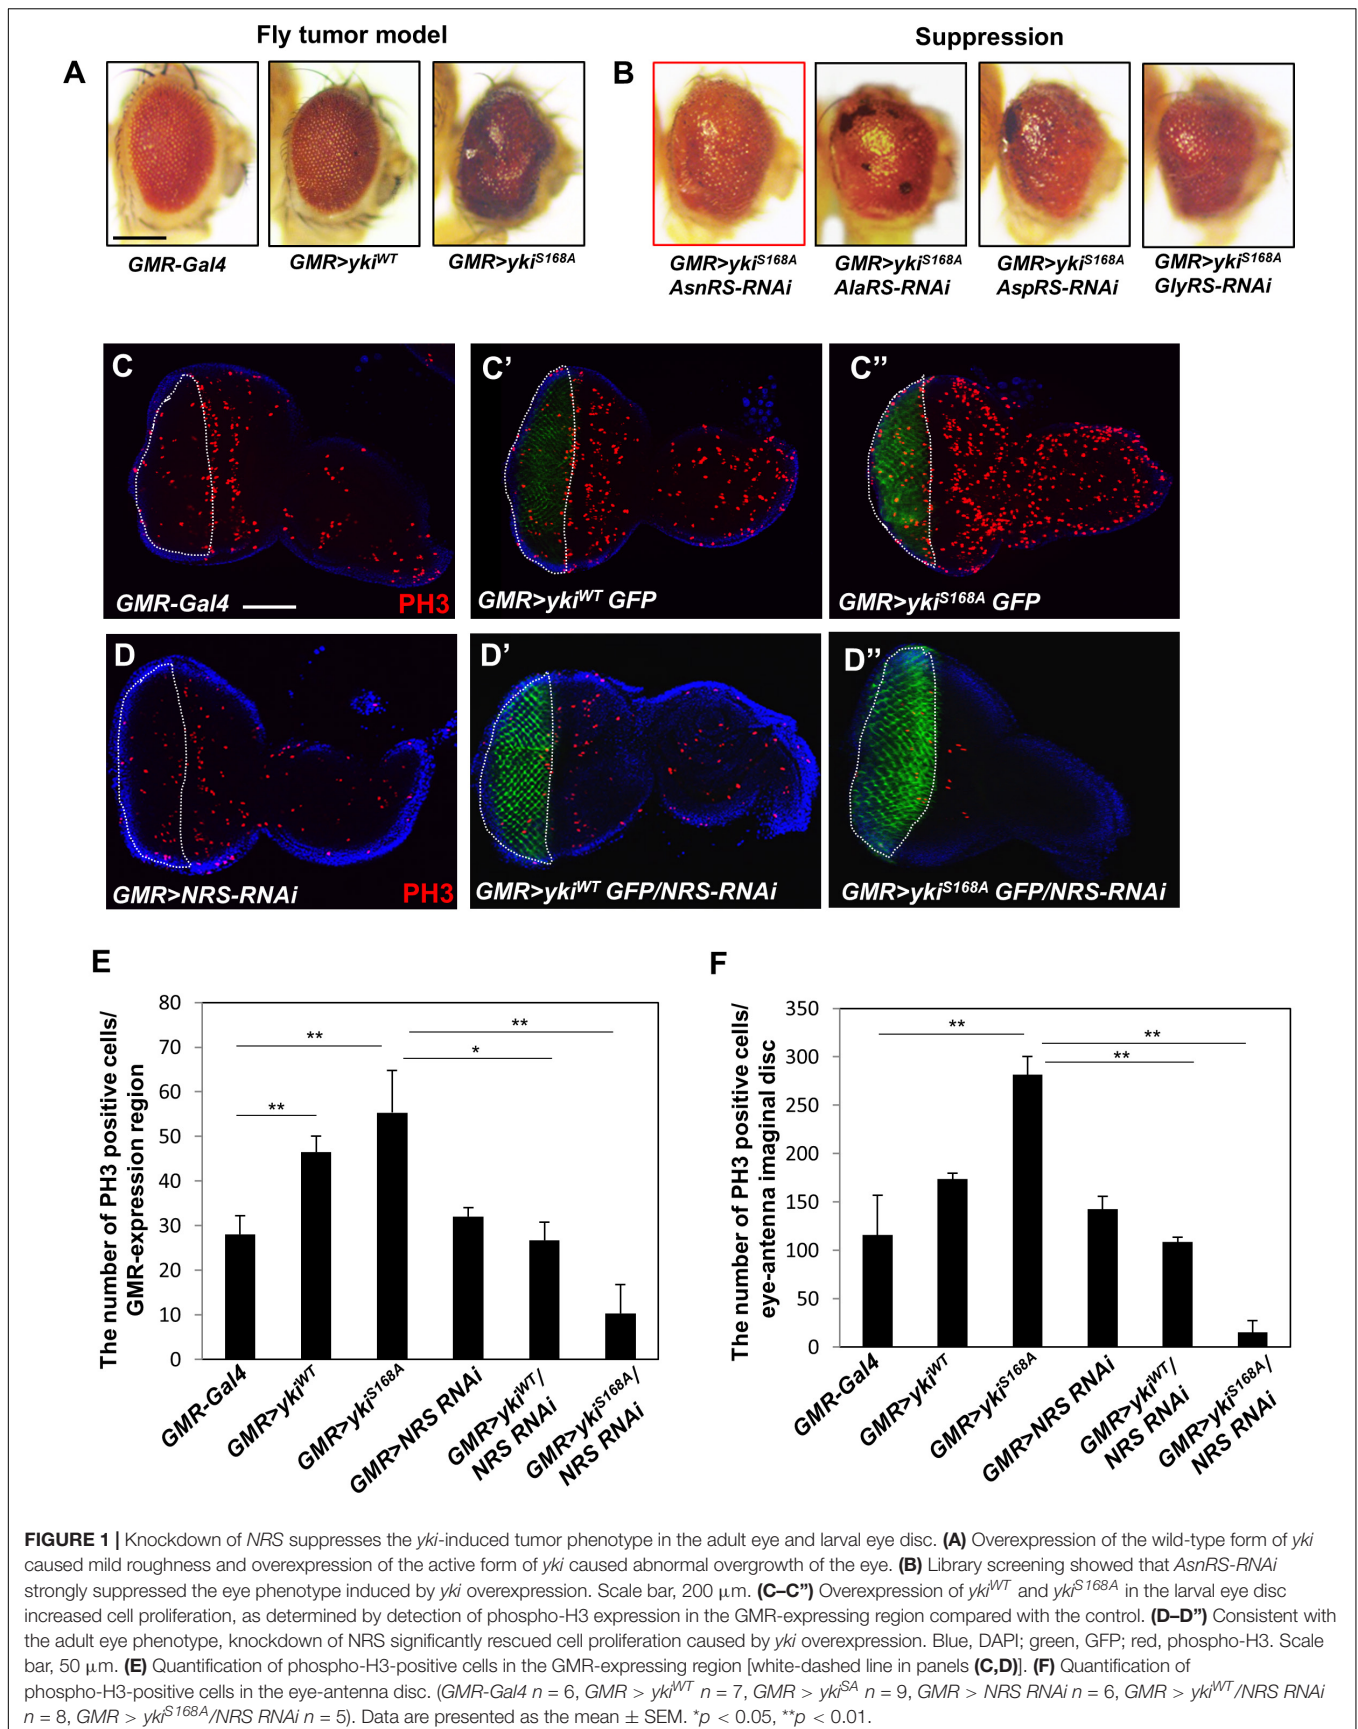 Fly tumor model
Suppression
A
B
GMR-Gal4
GMR>yki^WT
GMR>yki^S168A
GMR>yki^S168A
AsnRS-RNAi
GMR>yki^S168A
AlaRS-RNAi
GMR>yki^S168A
AspRS-RNAi
GMR>yki^S168A
GlyRS-RNAi
C
GMR-Gal4
PH3
C'
GMR>yki^WT GFP
C''
GMR>yki^S168A GFP
D
GMR>NRS-RNAi
PH3
D'
GMR>yki^WT GFP/NRS-RNAi
D''
GMR>yki^S168A GFP/NRS-RNAi
E
The number of PH3 positive cells/
GMR-expression region
80
70
60
50
40
30
20
10
0
**
**
**
*
GMR-Gal4
GMR>yki^WT
GMR>yki^S168A
GMR>NRS RNAi
GMR>yki^WT/
NRS RNAi
GMR>yki^S168A/
NRS RNAi
F
The number of PH3 positive cells/
eye-antenna imaginal disc
350
300
250
200
150
100
50
0
**
**
**
GMR-Gal4
GMR>yki^WT
GMR>yki^S168A
GMR>NRS RNAi
GMR>yki^WT/
NRS RNAi
GMR>yki^S168A/
NRS RNAi
FIGURE 1 | Knockdown of NRS suppresses the yki-induced tumor phenotype in the adult eye and larval eye disc. (A) Overexpression of the wild-type form of yki
caused mild roughness and overexpression of the active form of yki caused abnormal overgrowth of the eye. (B) Library screening showed that AsnRS-RNAi
strongly suppressed the eye phenotype induced by yki overexpression. Scale bar, 200 μm. (C–C") Overexpression of yki^WT and yki^S168A in the larval eye disc
increased cell proliferation, as determined by detection of phospho-H3 expression in the GMR-expressing region compared with the control. (D–D") Consistent with
the adult eye phenotype, knockdown of NRS significantly rescued cell proliferation caused by yki overexpression. Blue, DAPI; green, GFP; red, phospho-H3. Scale
bar, 50 μm. (E) Quantification of phospho-H3-positive cells in the GMR-expressing region [white-dashed line in panels (C,D)]. (F) Quantification of
phospho-H3-positive cells in the eye-antenna disc. (GMR-Gal4 n = 6, GMR > yki^WT n = 7, GMR > yki^SA n = 9, GMR > NRS RNAi n = 6, GMR > yki^WT/NRS RNAi
n = 8, GMR > yki^S168A/NRS RNAi n = 5). Data are presented as the mean ± SEM. *p < 0.05, **p < 0.01.